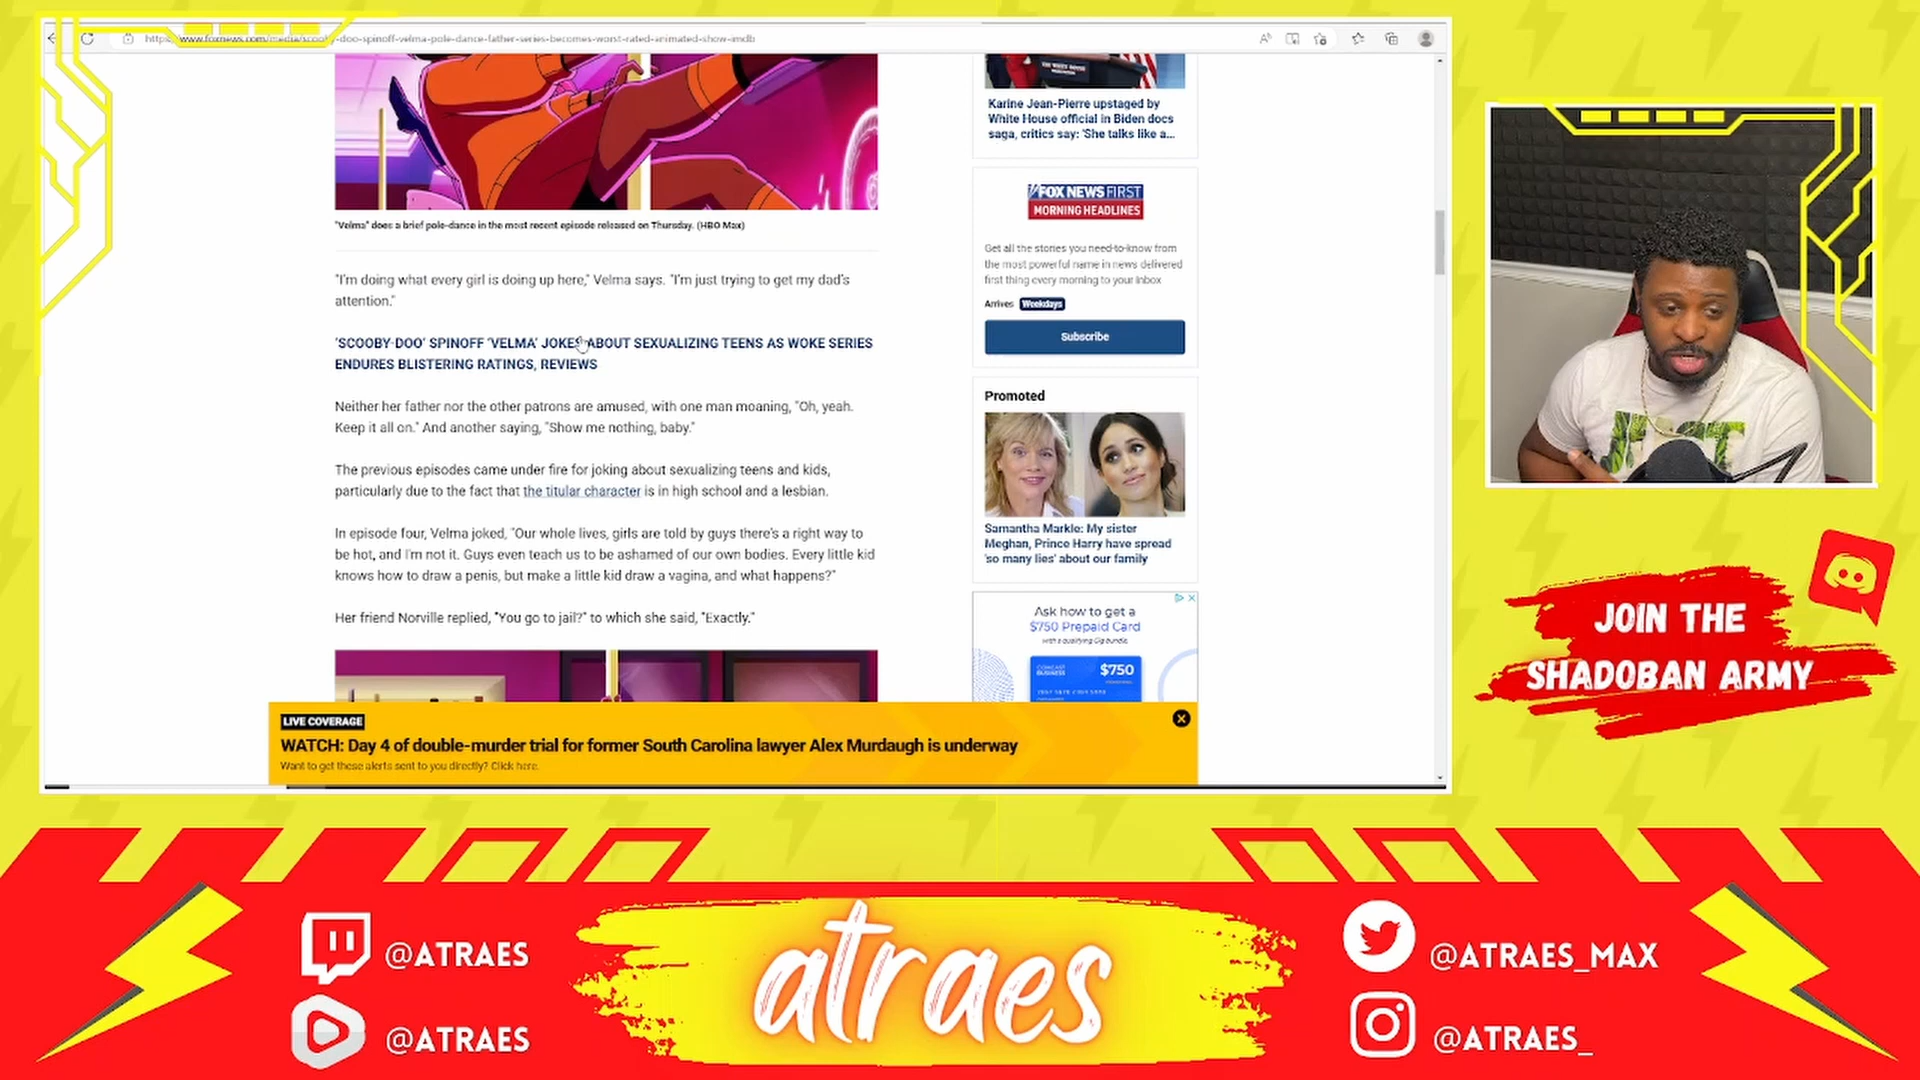 https://www.foxnews.com/media/scooby-doo-spinoff-velma-pole-dance-father-series-becomes-worst-rated-animated-show-imdb
"Velma" does a brief pole-dance in the most recent episode released on Thursday. (HBO Max)
"I'm doing what every girl is doing up here," Velma says. "I'm just trying to get my dad's
attention."
'SCOOBY-DOO' SPINOFF 'VELMA' JOKES ABOUT SEXUALIZING TEENS AS WOKE SERIES
ENDURES BLISTERING RATINGS, REVIEWS
Neither her father nor the other patrons are amused, with one man moaning, "Oh, yeah.
Keep it all on." And another saying, "Show me nothing, baby."
The previous episodes came under fire for joking about sexualizing teens and kids,
particularly due to the fact that the titular character is in high school and a lesbian.
In episode four, Velma joked, "Our whole lives, girls are told by guys there's a right way to
be hot, and I'm not it. Guys even teach us to be ashamed of our own bodies. Every little kid
knows how to draw a penis, but make a little kid draw a vagina, and what happens?"
Her friend Norville replied, "You go to jail?" to which she said, "Exactly."
THE WHITE HOUSE
WASHINGTON
Karine Jean-Pierre upstaged by
White House official in Biden docs
saga, critics say: 'She talks like a...
FOX NEWS FIRST
MORNING HEADLINES
Get all the stories you need-to-know from
the most powerful name in news delivered
first thing every morning to your inbox
Arrives Weekdays
Subscribe
Promoted
Samantha Markle: My sister
Meghan, Prince Harry have spread
'so many lies' about our family
Ask how to get a
$750 Prepaid Card
with a qualifying Gig bundle.
COMCAST
BUSINESS
$750
LIVE COVERAGE
WATCH: Day 4 of double-murder trial for former South Carolina lawyer Alex Murdaugh is underway
Want to get these alerts sent to you directly? Click here.
JOIN THE
SHADOBAN ARMY
@ATRAES
@ATRAES
atraes
@ATRAES_MAX
@ATRAES_